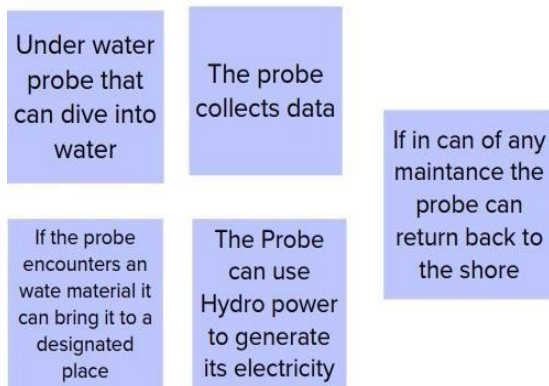 Under water
probe that
can dive into
water
The probe
collects data
If in can of any
maintance the
probe can
return back to
the shore
If the probe
encounters an
wate material it
can bring it to a
designated
place
The Probe
can use
Hydro power
to generate
its electricity